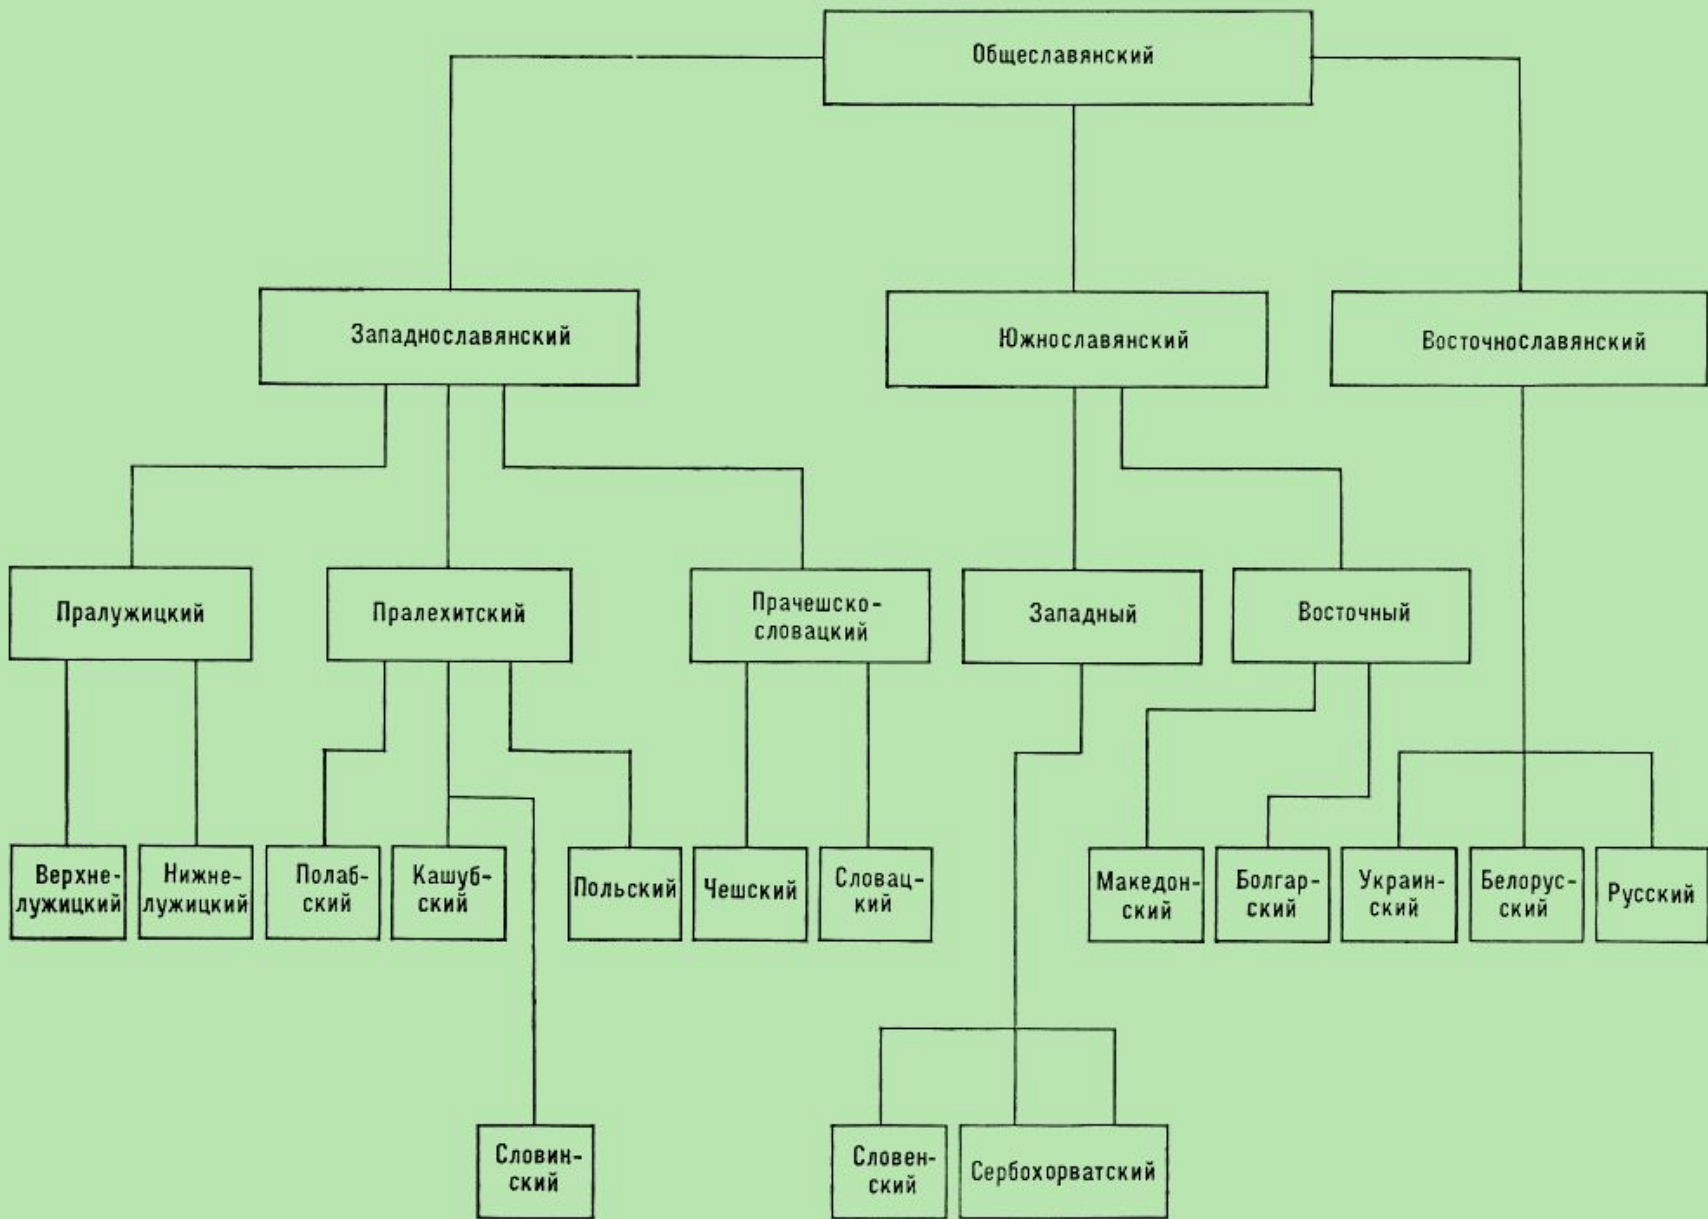 Общеславянский
Западнославянский
Южнославянский
Восточнославянский
Пралужицкий
Пралехитский
Прачешско-
словацкий
Западный
Восточный
Верхне-
лужицкий
Нижне-
лужицкий
Полаб-
ский
Кашуб-
ский
Польский
Чешский
Словац-
кий
Македон-
ский
Болгар-
ский
Украин-
ский
Белорус-
ский
Русский
Словин-
ский
Словен-
ский
Сербохорватский